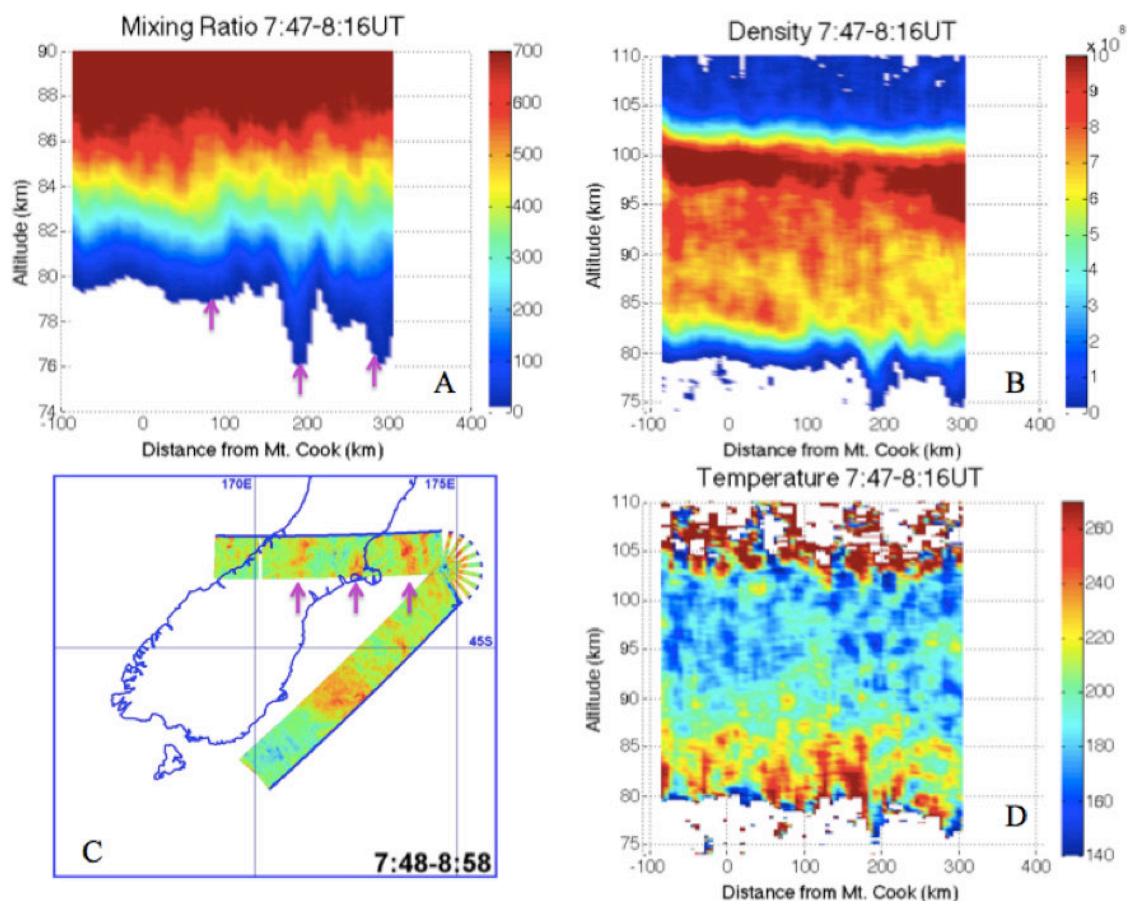 Mixing Ratio 7:47-8:16UT
90
88
86
84
82
80
78
76
74
Altitude (km)
-100 0 100 200 300 400
Distance from Mt. Cook (km)
700
600
500
400
300
200
100
0
A
Density 7:47-8:16UT
110
105
100
95
90
85
80
75
Altitude (km)
-100 0 100 200 300 400
Distance from Mt. Cook (km)
x 10^8
10
9
8
7
6
5
4
3
2
1
0
B
170E 175E
45S
C
7:48-8:58
Temperature 7:47-8:16UT
110
105
100
95
90
85
80
75
Altitude (km)
-100 0 100 200 300 400
Distance from Mt. Cook (km)
260
240
220
200
180
160
140
D